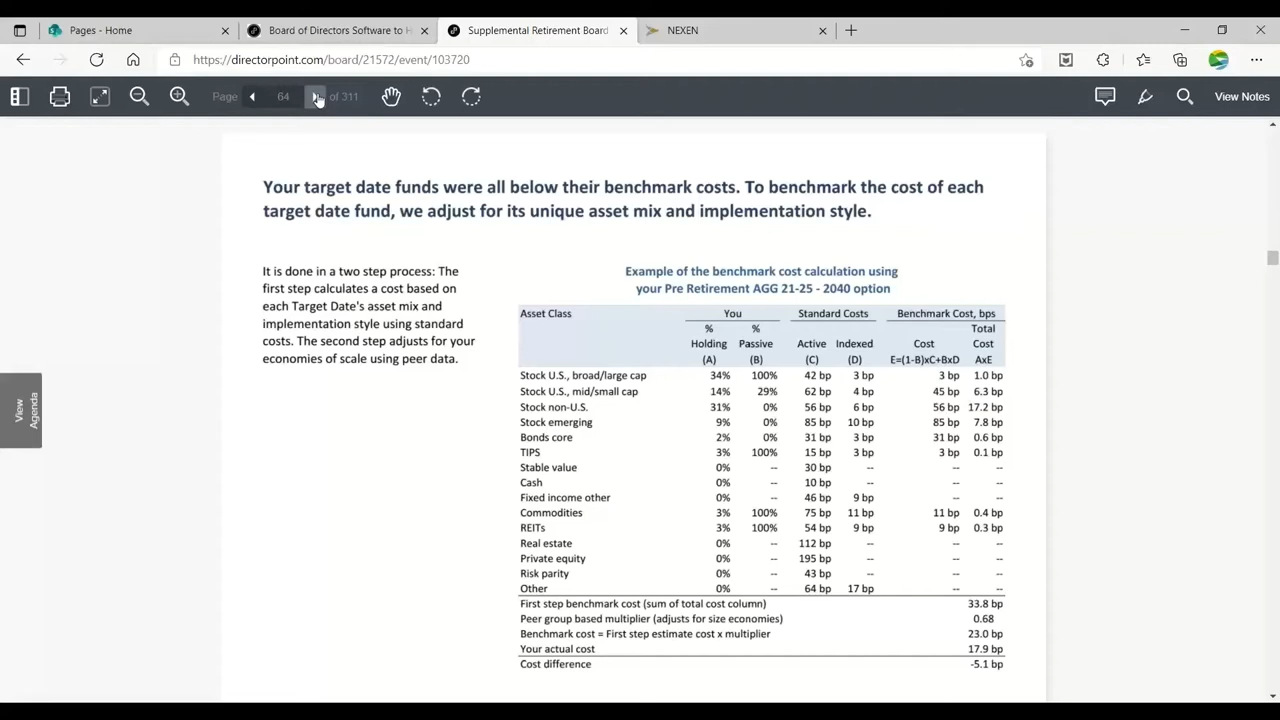 Pages - Home
Board of Directors Software to H
Supplemental Retirement Board
NEXEN
https://directorpoint.com/board/21572/event/103720
Page 64 of 311
View Notes
View Agenda
Your target date funds were all below their benchmark costs. To benchmark the cost of each
target date fund, we adjust for its unique asset mix and implementation style.
It is done in a two step process: The
first step calculates a cost based on
each Target Date's asset mix and
implementation style using standard
costs. The second step adjusts for your
economies of scale using peer data.
Example of the benchmark cost calculation using
your Pre Retirement AGG 21-25 - 2040 option
Asset Class You Standard Costs Benchmark Cost, bps
% % Total
Holding Passive Active Indexed Cost Cost
(A) (B) (C) (D) E=(1-B)xC+BxD AxE
Stock U.S., broad/large cap 34% 100% 42 bp 3 bp 3 bp 1.0 bp
Stock U.S., mid/small cap 14% 29% 62 bp 4 bp 45 bp 6.3 bp
Stock non-U.S. 31% 0% 56 bp 6 bp 56 bp 17.2 bp
Stock emerging 9% 0% 85 bp 10 bp 85 bp 7.8 bp
Bonds core 2% 0% 31 bp 3 bp 31 bp 0.6 bp
TIPS 3% 100% 15 bp 3 bp 3 bp 0.1 bp
Stable value 0% -- 30 bp -- -- --
Cash 0% -- 10 bp -- -- --
Fixed income other 0% -- 46 bp 9 bp -- --
Commodities 3% 100% 75 bp 11 bp 11 bp 0.4 bp
REITs 3% 100% 54 bp 9 bp 9 bp 0.3 bp
Real estate 0% -- 112 bp -- -- --
Private equity 0% -- 195 bp -- -- --
Risk parity 0% -- 43 bp -- -- --
Other 0% -- 64 bp 17 bp -- --
First step benchmark cost (sum of total cost column) 33.8 bp
Peer group based multiplier (adjusts for size economies) 0.68
Benchmark cost = First step estimate cost x multiplier 23.0 bp
Your actual cost 17.9 bp
Cost difference -5.1 bp